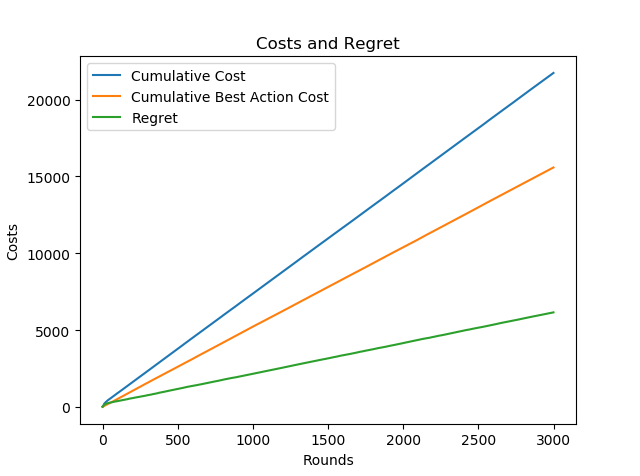 Costs and Regret
Cumulative Cost
Cumulative Best Action Cost
Regret
20000
15000
10000
5000
0
Costs
0 500 1000 1500 2000 2500 3000
Rounds